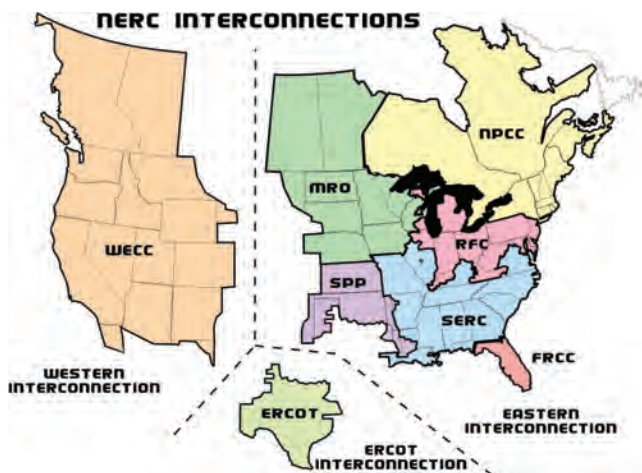 NERC INTERCONNECTIONS
NPCC
MRO
RFC
WECC
SPP
SERC
FRCC
WESTERN
INTERCONNECTION
ERCOT
EASTERN
INTERCONNECTION
ERCOT
INTERCONNECTION